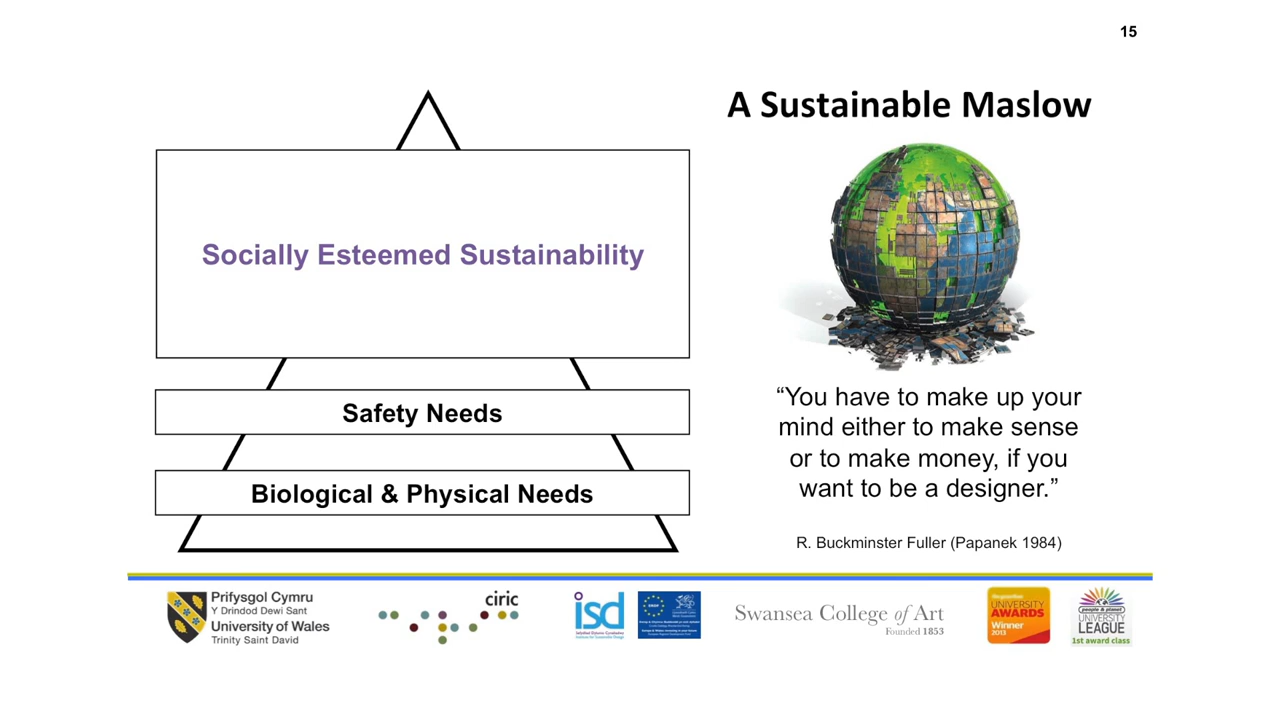 15
A Sustainable Maslow
Socially Esteemed Sustainability
Safety Needs
Biological & Physical Needs
“You have to make up your
mind either to make sense
or to make money, if you
want to be a designer.”
R. Buckminster Fuller (Papanek 1984)
Prifysgol Cymru
Y Drindod Dewi Sant
University of Wales
Trinity Saint David
ciric
isd
Swansea College of Art
Founded 1853
UNIVERSITY
AWARDS
Winner
2013
people & planet
UNIVERSITY
LEAGUE
1st award class